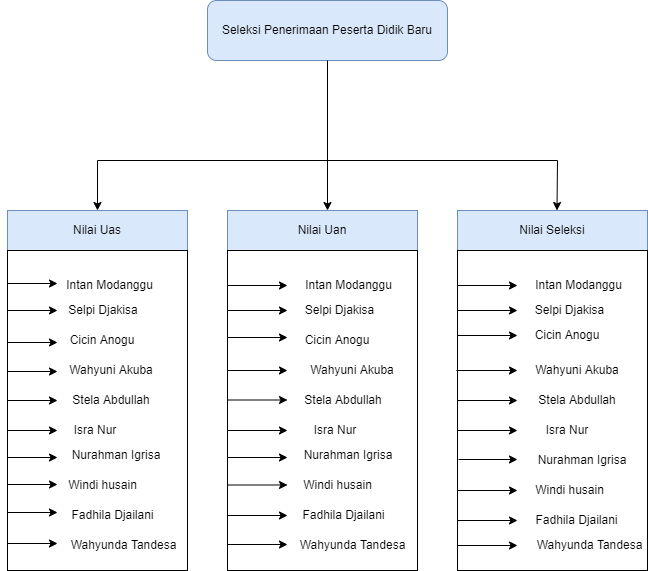 Seleksi Penerimaan Peserta Didik Baru
Nilai Uas
Intan Modanggu
Selpi Djakisa
Cicin Anogu
Wahyuni Akuba
Stela Abdullah
Isra Nur
Nurahman Igrisa
Windi husain
Fadhila Djailani
Wahyunda Tandesa
Nilai Uan
Intan Modanggu
Selpi Djakisa
Cicin Anogu
Wahyuni Akuba
Stela Abdullah
Isra Nur
Nurahman Igrisa
Windi husain
Fadhila Djailani
Wahyunda Tandesa
Nilai Seleksi
Intan Modanggu
Selpi Djakisa
Cicin Anogu
Wahyuni Akuba
Stela Abdullah
Isra Nur
Nurahman Igrisa
Windi husain
Fadhila Djailani
Wahyunda Tandesa